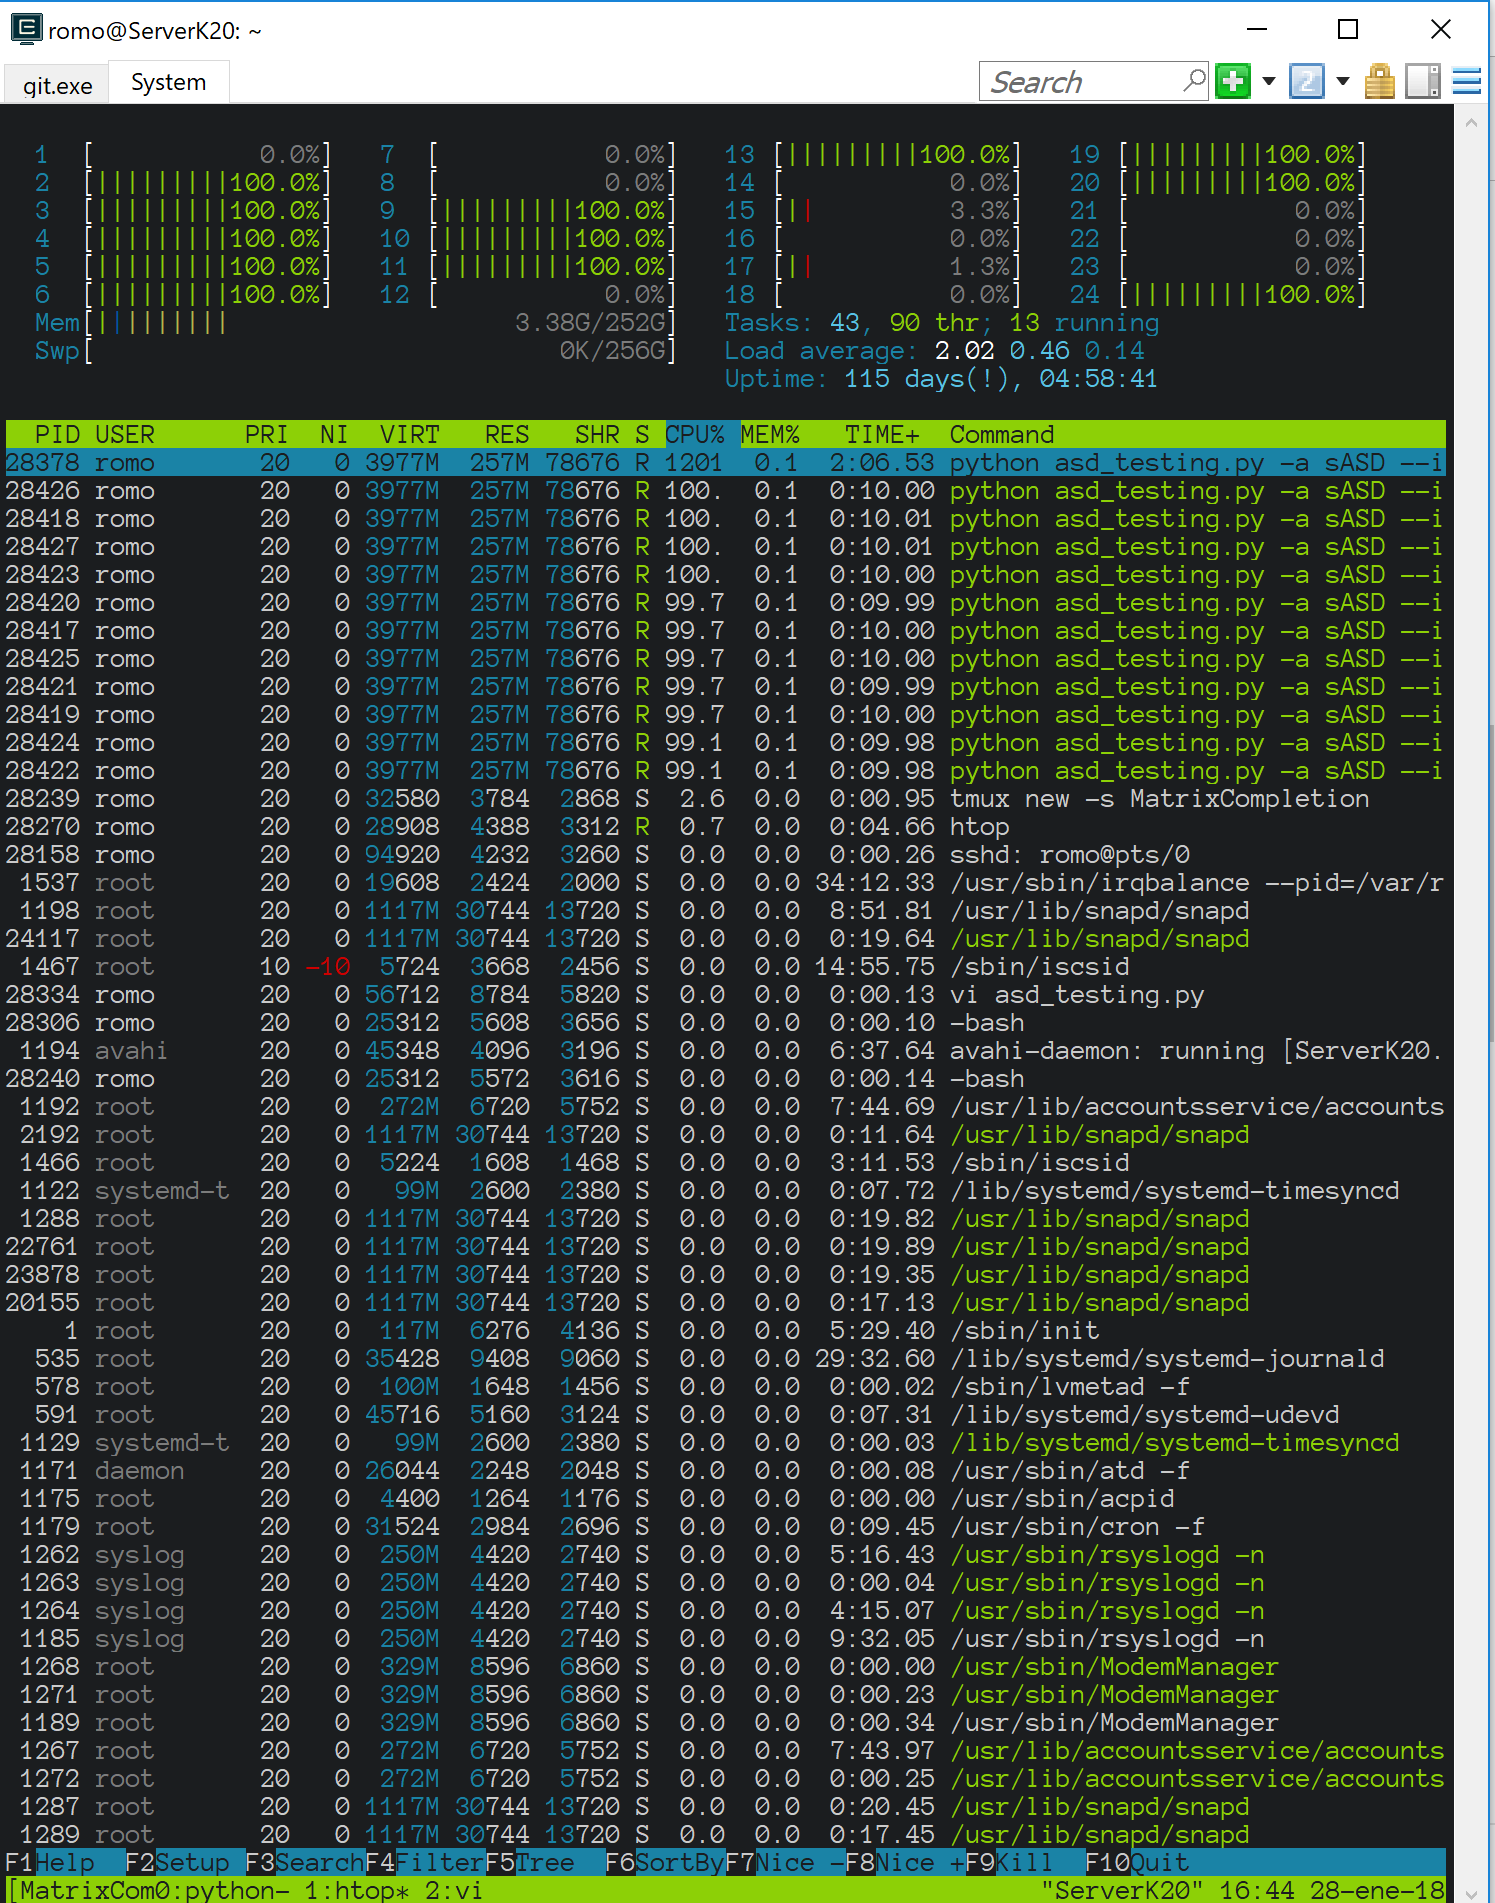 romo@ServerK20: ~
git.exe System Search 2
1 [ 0.0%] 7 [ 0.0%] 13 [|||||||||100.0%] 19 [|||||||||100.0%]
2 [|||||||||100.0%] 8 [ 0.0%] 14 [ 0.0%] 20 [|||||||||100.0%]
3 [|||||||||100.0%] 9 [|||||||||100.0%] 15 [|| 3.3%] 21 [ 0.0%]
4 [|||||||||100.0%] 10 [|||||||||100.0%] 16 [ 0.0%] 22 [ 0.0%]
5 [|||||||||100.0%] 11 [|||||||||100.0%] 17 [|| 1.3%] 23 [ 0.0%]
6 [|||||||||100.0%] 12 [ 0.0%] 18 [ 0.0%] 24 [|||||||||100.0%]
Mem[||||||||| 3.38G/252G] Tasks: 43, 90 thr; 13 running
Swp[ 0K/256G] Load average: 2.02 0.46 0.14
Uptime: 115 days(!), 04:58:41
PID USER PRI NI VIRT RES SHR S CPU% MEM% TIME+ Command
28378 romo 20 0 3977M 257M 78676 R 1201 0.1 2:06.53 python asd_testing.py -a sASD --i
28426 romo 20 0 3977M 257M 78676 R 100. 0.1 0:10.00 python asd_testing.py -a sASD --i
28418 romo 20 0 3977M 257M 78676 R 100. 0.1 0:10.01 python asd_testing.py -a sASD --i
28427 romo 20 0 3977M 257M 78676 R 100. 0.1 0:10.01 python asd_testing.py -a sASD --i
28423 romo 20 0 3977M 257M 78676 R 100. 0.1 0:10.00 python asd_testing.py -a sASD --i
28420 romo 20 0 3977M 257M 78676 R 99.7 0.1 0:09.99 python asd_testing.py -a sASD --i
28417 romo 20 0 3977M 257M 78676 R 99.7 0.1 0:10.00 python asd_testing.py -a sASD --i
28425 romo 20 0 3977M 257M 78676 R 99.7 0.1 0:10.00 python asd_testing.py -a sASD --i
28421 romo 20 0 3977M 257M 78676 R 99.7 0.1 0:09.99 python asd_testing.py -a sASD --i
28419 romo 20 0 3977M 257M 78676 R 99.7 0.1 0:10.00 python asd_testing.py -a sASD --i
28424 romo 20 0 3977M 257M 78676 R 99.1 0.1 0:09.98 python asd_testing.py -a sASD --i
28422 romo 20 0 3977M 257M 78676 R 99.1 0.1 0:09.98 python asd_testing.py -a sASD --i
28239 romo 20 0 32580 3784 2868 S 2.6 0.0 0:00.95 tmux new -s MatrixCompletion
28270 romo 20 0 28908 4388 3312 R 0.7 0.0 0:04.66 htop
28158 romo 20 0 94920 4232 3260 S 0.0 0.0 0:00.26 sshd: romo@pts/0
1537 root 20 0 19608 2424 2000 S 0.0 0.0 34:12.33 /usr/sbin/irqbalance --pid=/var/r
1198 root 20 0 1117M 30744 13720 S 0.0 0.0 8:51.81 /usr/lib/snapd/snapd
24117 root 20 0 1117M 30744 13720 S 0.0 0.0 0:19.64 /usr/lib/snapd/snapd
1467 root 10 -10 5724 3668 2456 S 0.0 0.0 14:55.75 /sbin/iscsid
28334 romo 20 0 56712 8784 5820 S 0.0 0.0 0:00.13 vi asd_testing.py
28306 romo 20 0 25312 5608 3656 S 0.0 0.0 0:00.10 -bash
1194 avahi 20 0 45348 4096 3196 S 0.0 0.0 6:37.64 avahi-daemon: running [ServerK20.
28240 romo 20 0 25312 5572 3616 S 0.0 0.0 0:00.14 -bash
1192 root 20 0 272M 6720 5752 S 0.0 0.0 7:44.69 /usr/lib/accountsservice/accounts
2192 root 20 0 1117M 30744 13720 S 0.0 0.0 0:11.64 /usr/lib/snapd/snapd
1466 root 20 0 5224 1608 1468 S 0.0 0.0 3:11.53 /sbin/iscsid
1122 systemd-t 20 0 99M 2600 2380 S 0.0 0.0 0:07.72 /lib/systemd/systemd-timesyncd
1288 root 20 0 1117M 30744 13720 S 0.0 0.0 0:19.82 /usr/lib/snapd/snapd
22761 root 20 0 1117M 30744 13720 S 0.0 0.0 0:19.89 /usr/lib/snapd/snapd
23878 root 20 0 1117M 30744 13720 S 0.0 0.0 0:19.35 /usr/lib/snapd/snapd
20155 root 20 0 1117M 30744 13720 S 0.0 0.0 0:17.13 /usr/lib/snapd/snapd
1 root 20 0 117M 6276 4136 S 0.0 0.0 5:29.40 /sbin/init
535 root 20 0 35428 9408 9060 S 0.0 0.0 29:32.60 /lib/systemd/systemd-journald
578 root 20 0 100M 1648 1456 S 0.0 0.0 0:00.02 /sbin/lvmetad -f
591 root 20 0 45716 5160 3124 S 0.0 0.0 0:07.31 /lib/systemd/systemd-udevd
1129 systemd-t 20 0 99M 2600 2380 S 0.0 0.0 0:00.03 /lib/systemd/systemd-timesyncd
1171 daemon 20 0 26044 2248 2048 S 0.0 0.0 0:00.08 /usr/sbin/atd -f
1175 root 20 0 4400 1264 1176 S 0.0 0.0 0:00.00 /usr/sbin/acpid
1179 root 20 0 31524 2984 2696 S 0.0 0.0 0:09.45 /usr/sbin/cron -f
1262 syslog 20 0 250M 4420 2740 S 0.0 0.0 5:16.43 /usr/sbin/rsyslogd -n
1263 syslog 20 0 250M 4420 2740 S 0.0 0.0 0:00.04 /usr/sbin/rsyslogd -n
1264 syslog 20 0 250M 4420 2740 S 0.0 0.0 4:15.07 /usr/sbin/rsyslogd -n
1185 syslog 20 0 250M 4420 2740 S 0.0 0.0 9:32.05 /usr/sbin/rsyslogd -n
1268 root 20 0 329M 8596 6860 S 0.0 0.0 0:00.00 /usr/sbin/ModemManager
1271 root 20 0 329M 8596 6860 S 0.0 0.0 0:00.23 /usr/sbin/ModemManager
1189 root 20 0 329M 8596 6860 S 0.0 0.0 0:00.34 /usr/sbin/ModemManager
1267 root 20 0 272M 6720 5752 S 0.0 0.0 7:43.97 /usr/lib/accountsservice/accounts
1272 root 20 0 272M 6720 5752 S 0.0 0.0 0:00.25 /usr/lib/accountsservice/accounts
1287 root 20 0 1117M 30744 13720 S 0.0 0.0 0:20.45 /usr/lib/snapd/snapd
1289 root 20 0 1117M 30744 13720 S 0.0 0.0 0:17.45 /usr/lib/snapd/snapd
F1Help F2Setup F3SearchF4FilterF5Tree F6SortByF7Nice -F8Nice +F9Kill F10Quit
[MatrixCom0:python- 1:htop* 2:vi "ServerK20" 16:44 28-ene-18